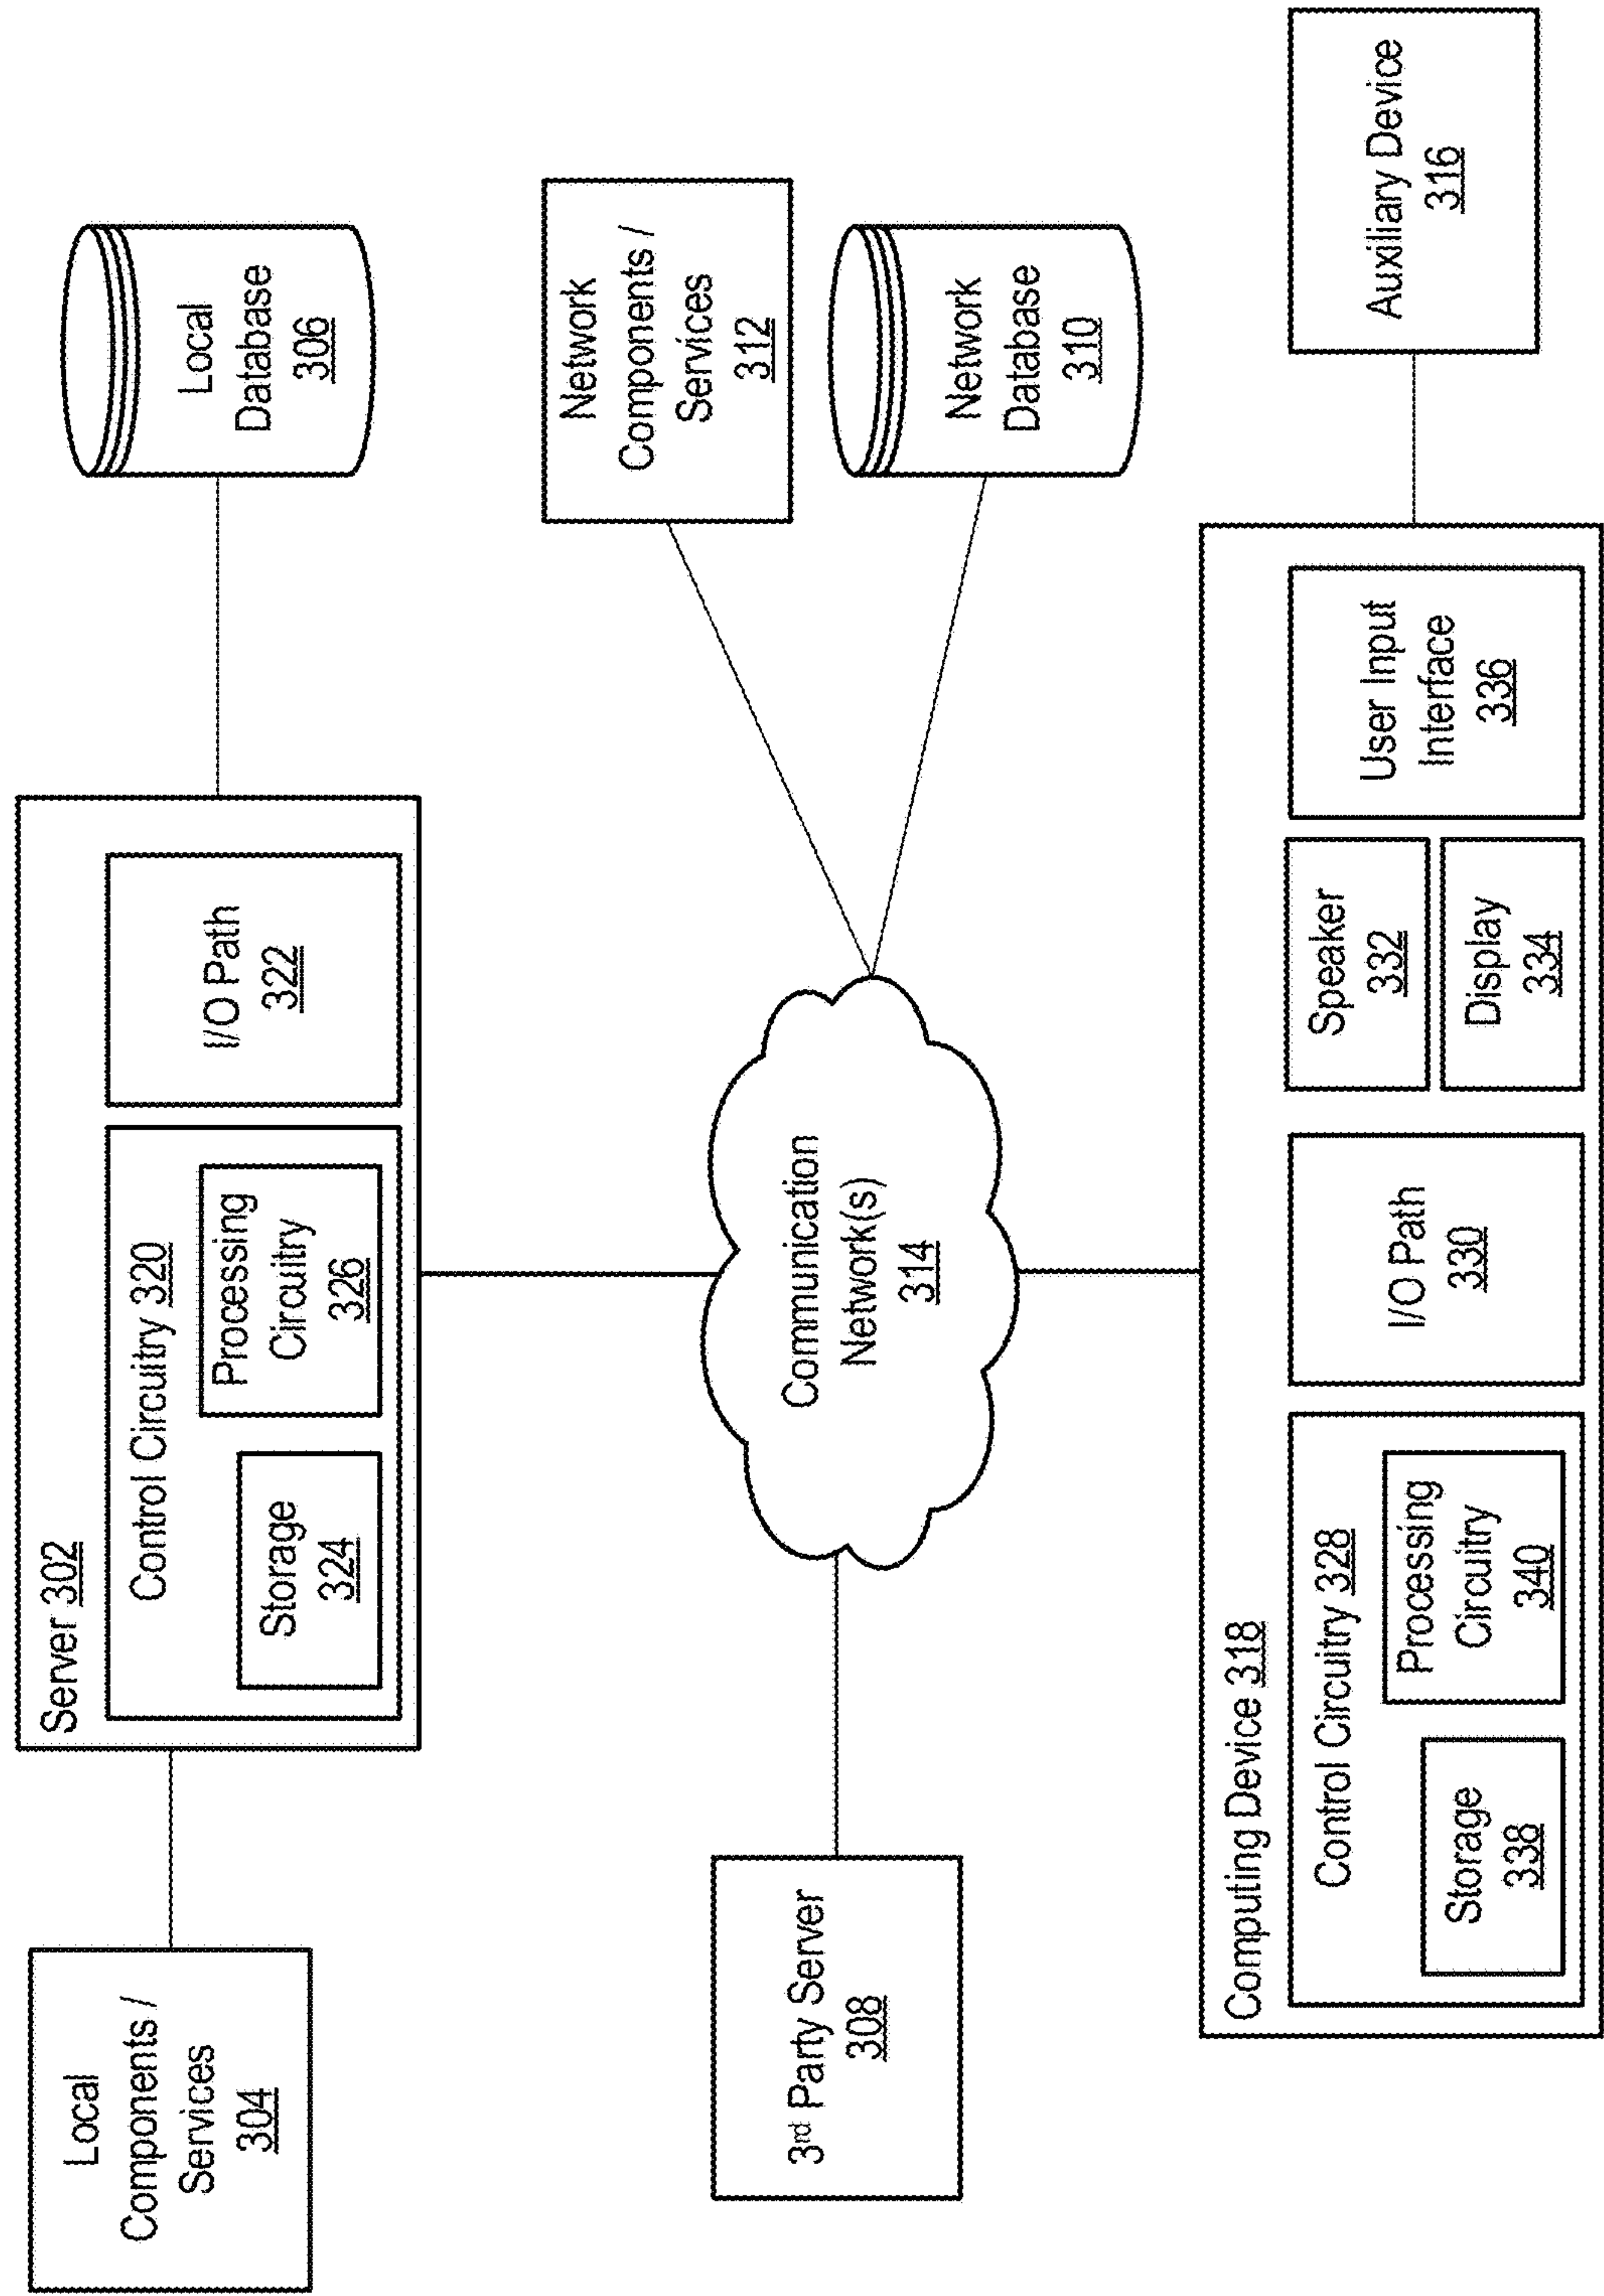 Local
Components /
Services
304
Server 302
Control Circuitry 320
Storage
324
Processing
Circuitry
326
I/O Path
322
Local
Database
306
3rd Party Server
308
Communication
Network(s)
314
Network
Components /
Services
312
Network
Database
310
Computing Device 318
Control Circuitry 328
Storage
338
Processing
Circuitry
340
I/O Path
330
Speaker
332
Display
334
User Input
Interface
336
Auxiliary Device
316